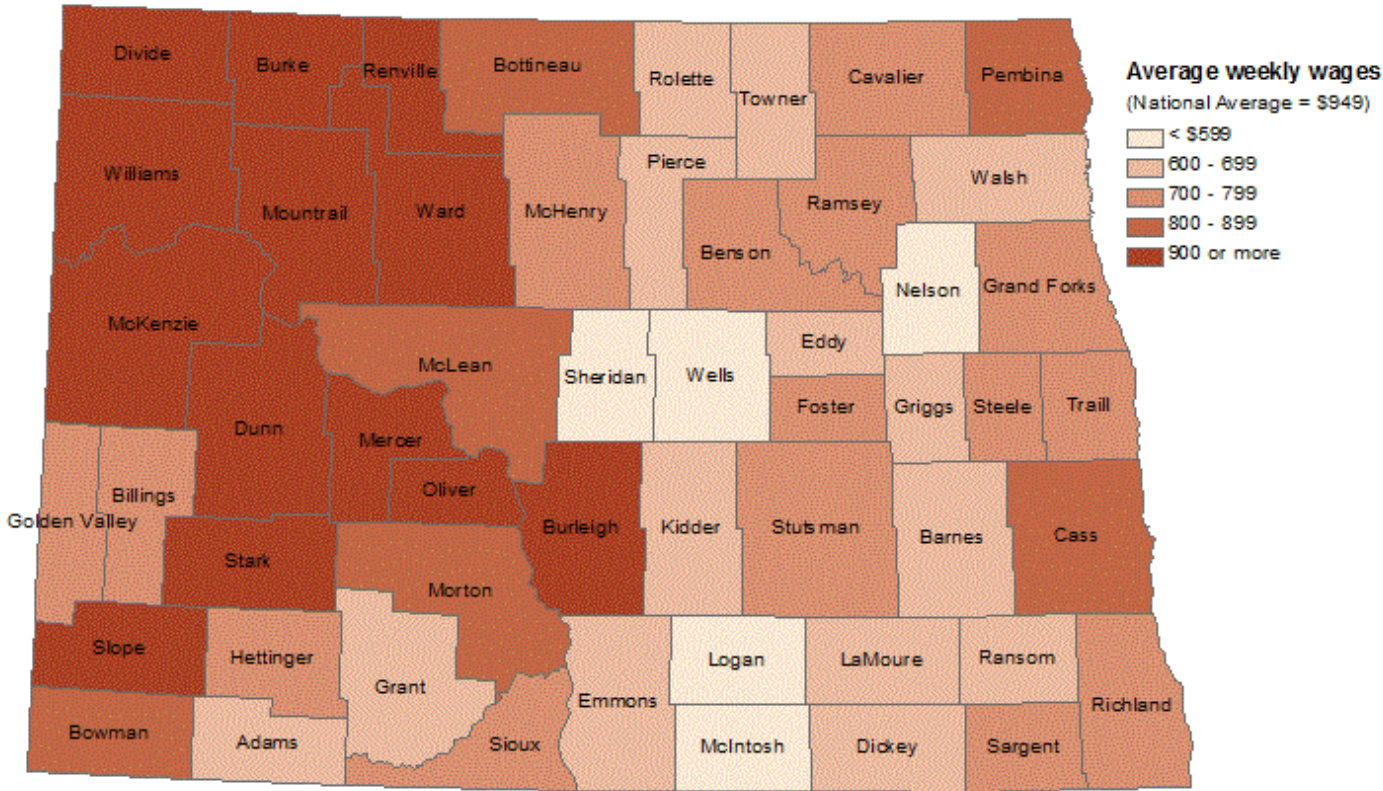 Divide
Burke
Renville
Bottineau
Rolette
Towner
Cavalier
Pembina
Williams
Mountrail
Ward
McHenry
Pierce
Benson
Ramsey
Walsh
Nelson
Grand Forks
McKenzie
McLean
Sheridan
Wells
Eddy
Foster
Griggs
Steele
Traill
Dunn
Mercer
Oliver
Billings
Golden Valley
Burleigh
Kidder
Stutsman
Barnes
Cass
Stark
Morton
Slope
Hettinger
Grant
Emmons
Logan
LaMoure
Ransom
Richland
Bowman
Adams
Sioux
McIntosh
Dickey
Sargent
Average weekly wages
(National Average = $949)
< $599
600 - 699
700 - 799
800 - 899
900 or more